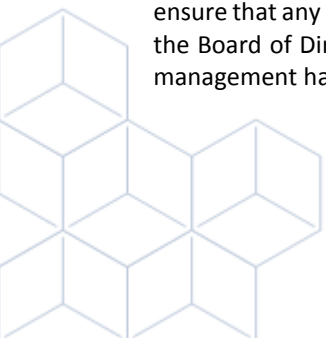 ensure that any
the Board of Dir
management ha